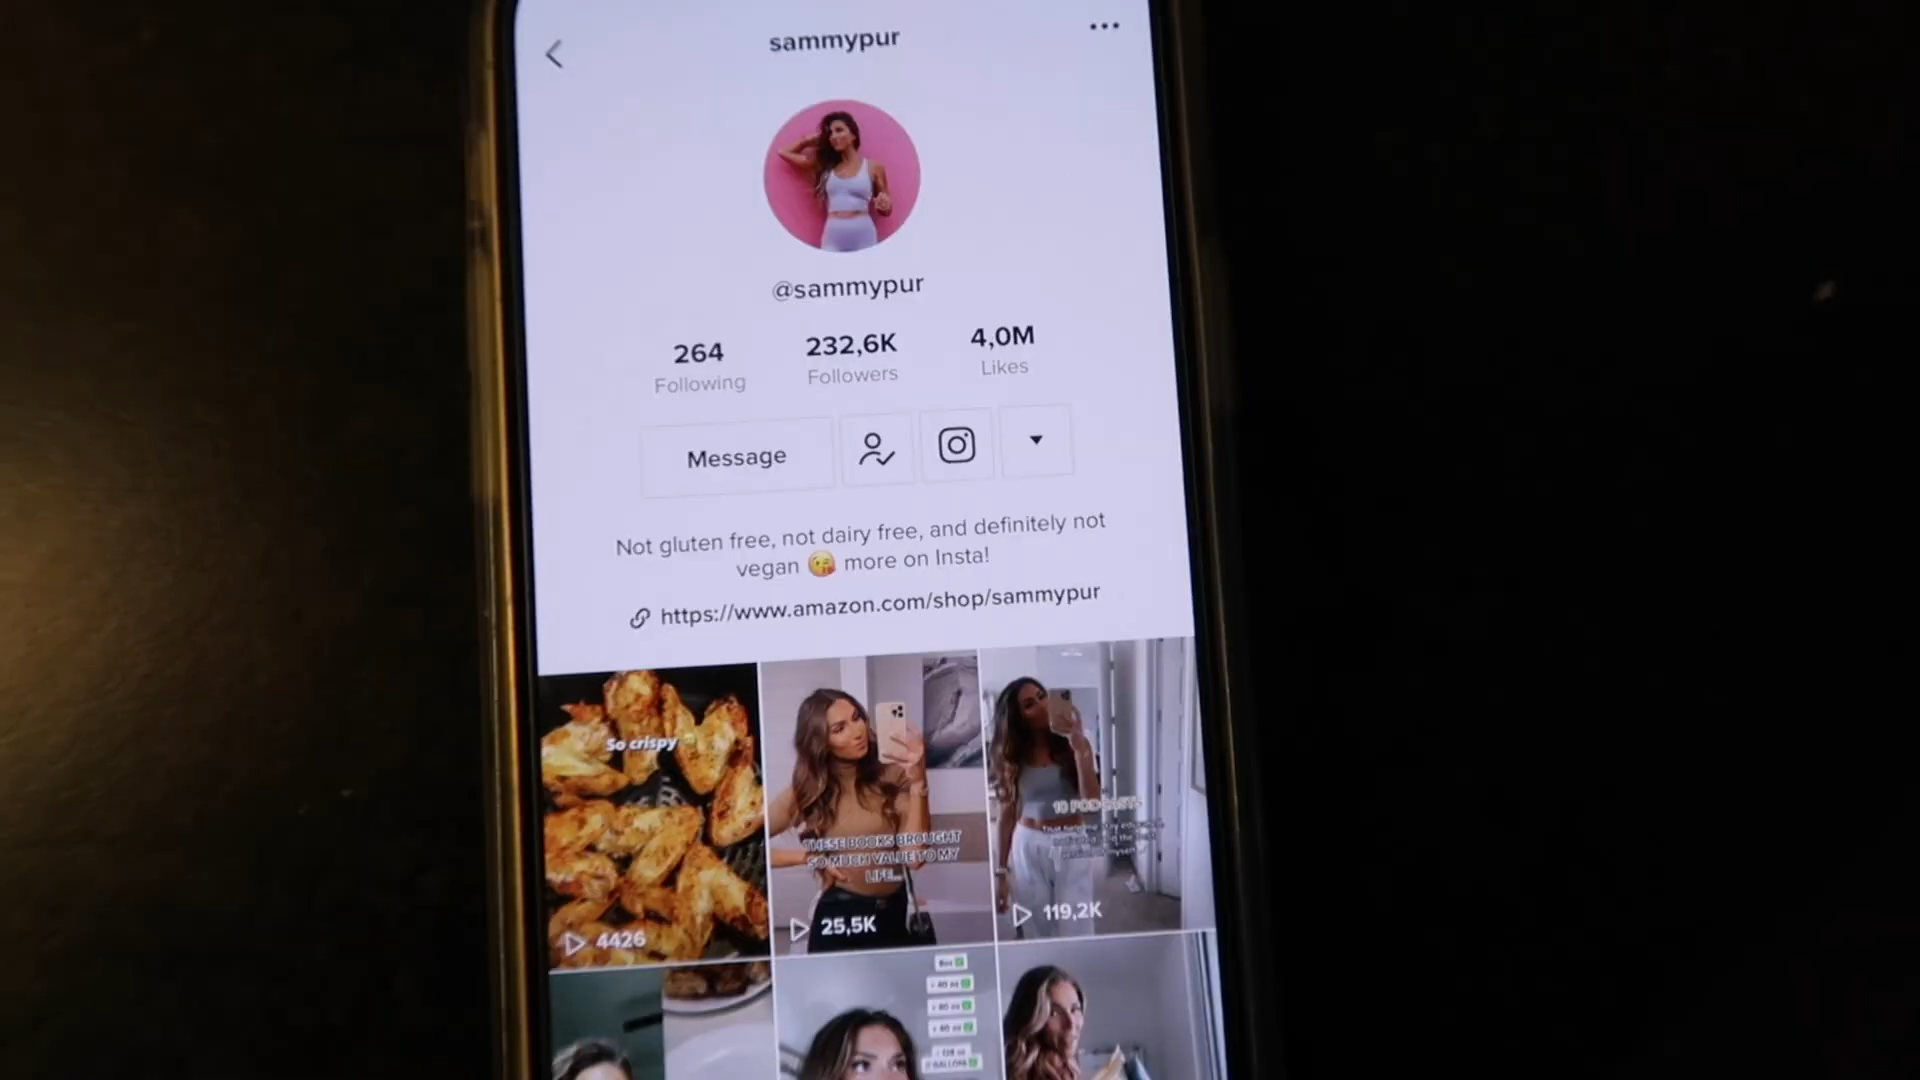 sammypur
@sammypur
264
Following
232,6K
Followers
4,0M
Likes
Message
Not gluten free, not dairy free, and definitely not
vegan 😘 more on Insta!
https://www.amazon.com/shop/sammypur
So crispy
4426
THESE BOOKS BROUGHT
SO MUCH VALUE TO MY
LIFE...
25,5K
10 PODCASTS
119,2K